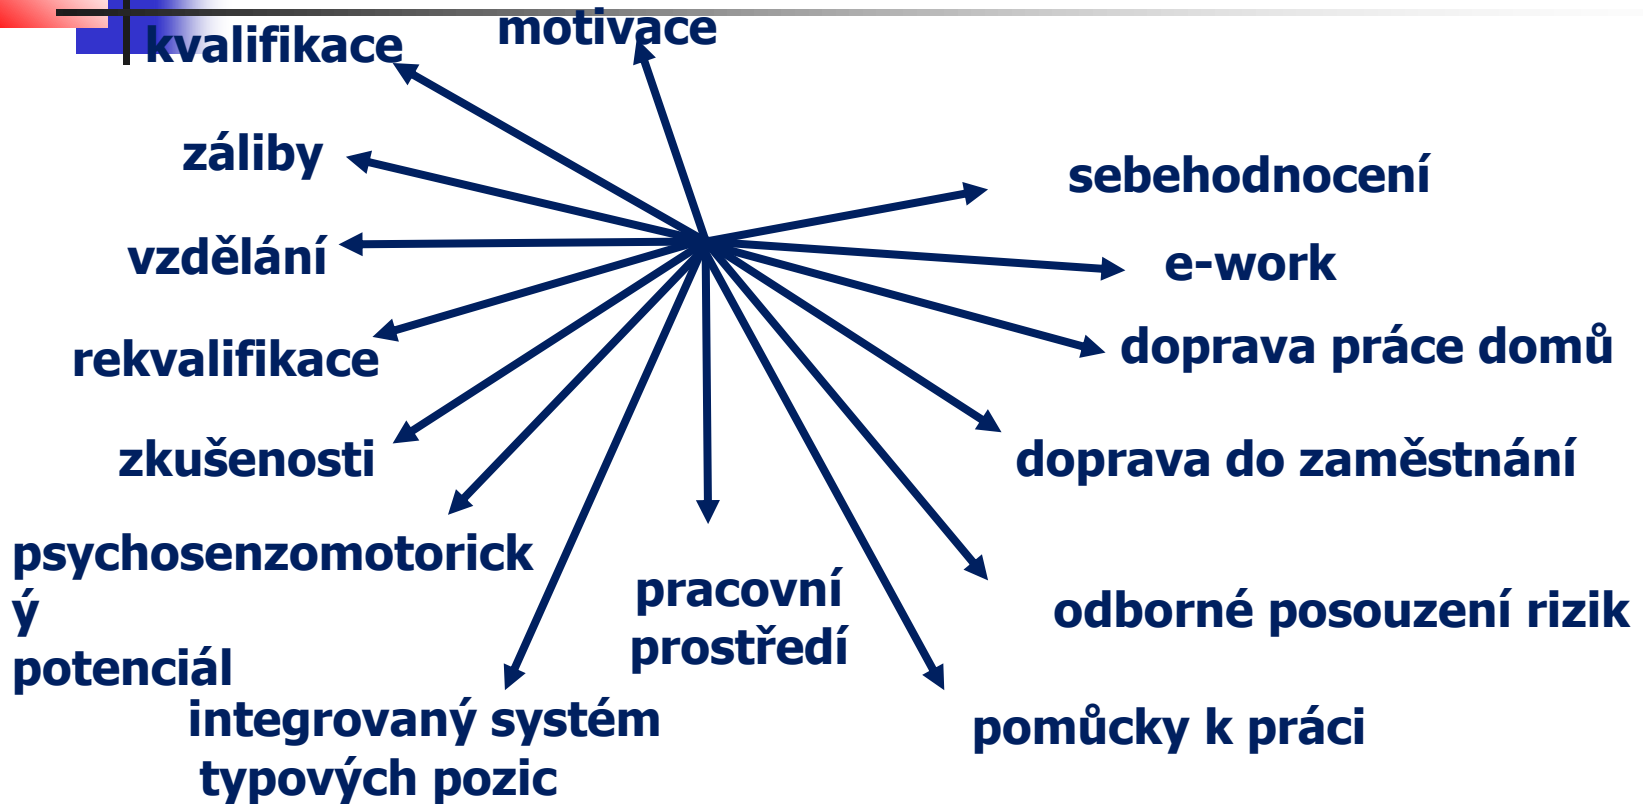 kvalifikace
motivace
záliby
sebehodnocení
vzdělání
e-work
rekvalifikace
doprava práce domů
zkušenosti
doprava do zaměstnání
psychosenzomotorick
ý
potenciál
pracovní
prostředí
odborné posouzení rizik
integrovaný systém
typových pozic
pomůcky k práci